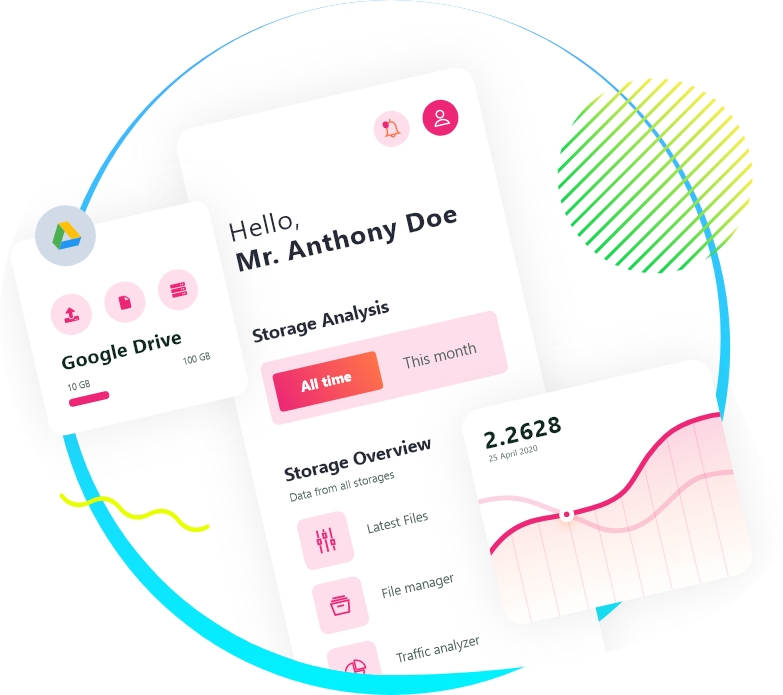 Hello,
Mr. Anthony Doe
Google Drive
10 GB
100 GB
Storage Analysis
All time
This month
Storage Overview
Data from all storages
Latest Files
File manager
Traffic analyzer
2.2628
25 April 2020